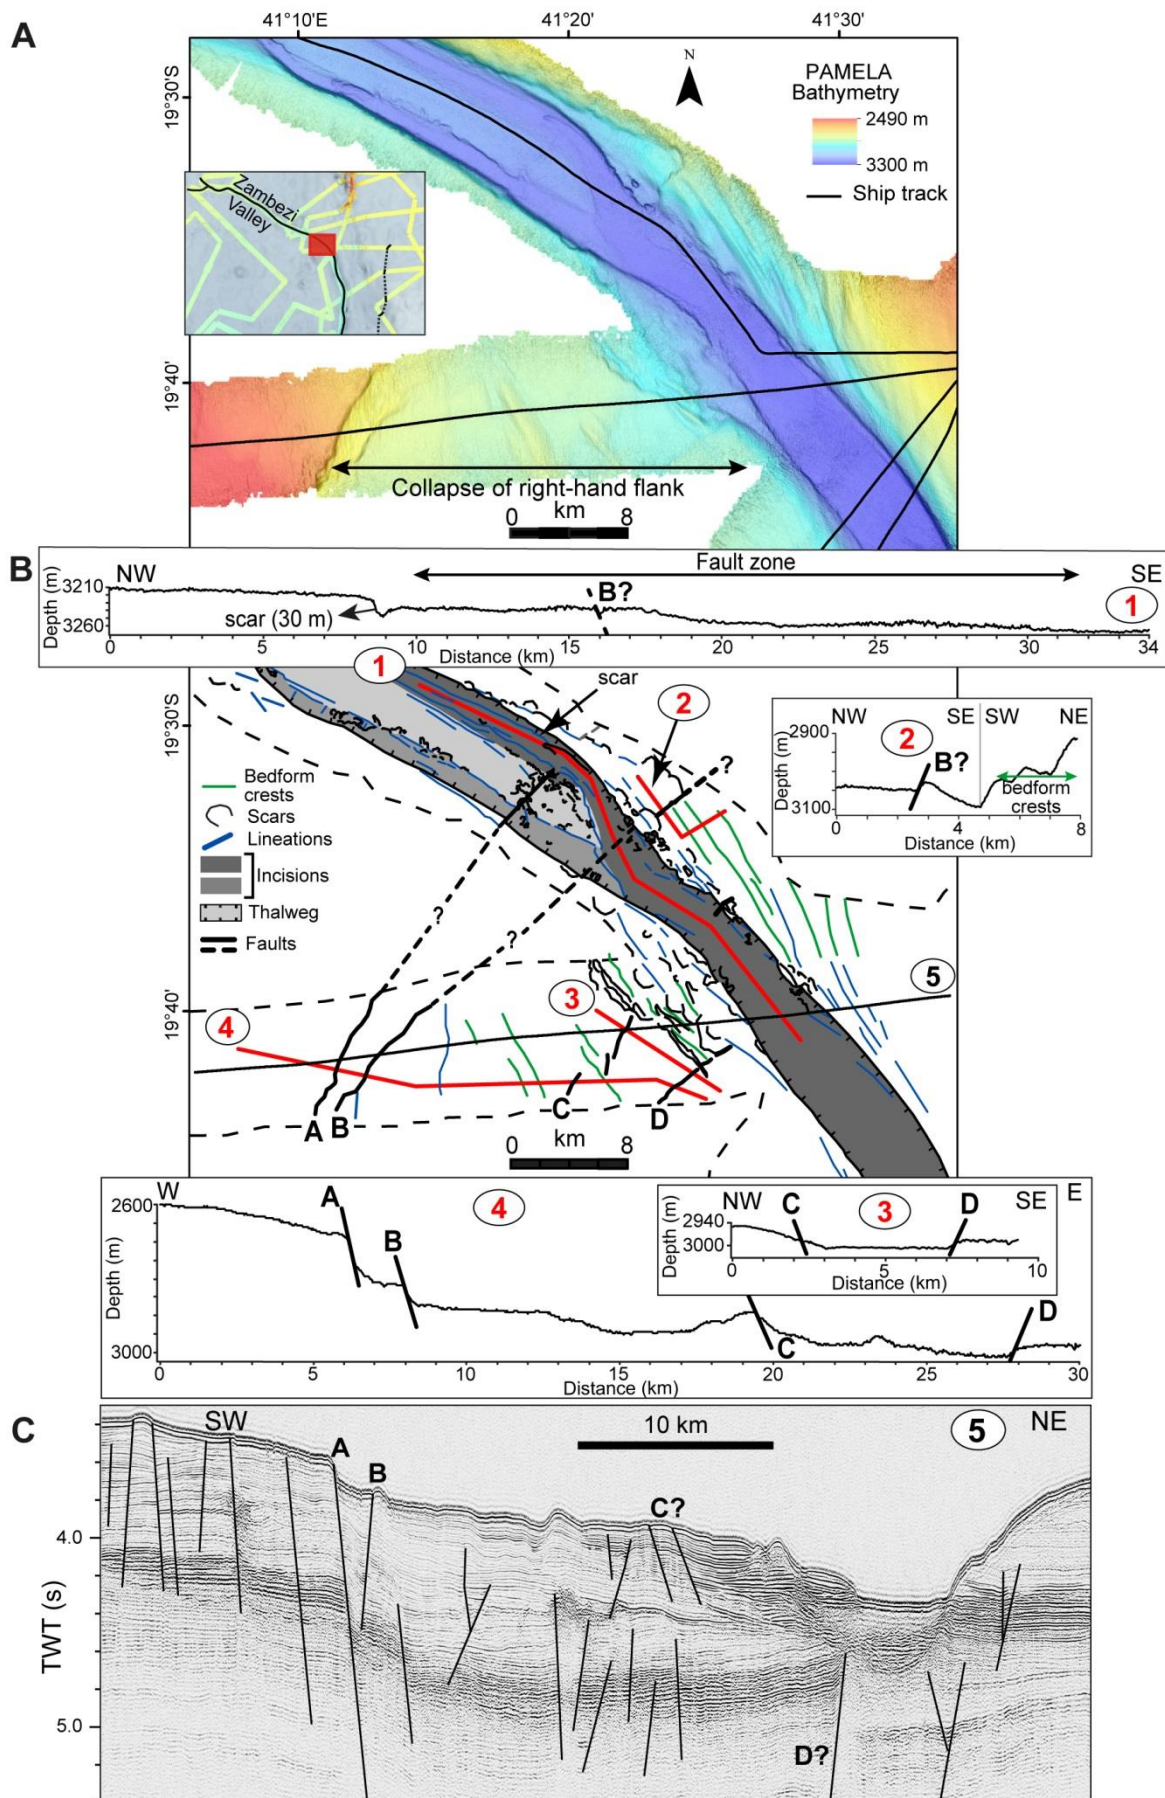 A
41°10'E
41°20'
41°30'
19°30'S
19°40'
N
PAMELA
Bathymetry
2490 m
3300 m
Ship track
Zambezi
Valley
Collapse of right-hand flank
km
0 8
B
Depth (m)
3210
3260
NW
Fault zone
SE
scar (30 m)
B?
1
0 5 10 15 20 25 30 34
Distance (km)
1
scar
2
?
19°30'S
19°40'
Bedform
crests
Scars
Lineations
Incisions
Thalweg
Faults
NW SE SW NE
2900
3100
Depth (m)
2
B?
bedform
crests
0 4 8
Distance (km)
?
?
5
3
4
A B
C
D
km
0 8
W
E
2600
3000
Depth (m)
A
B
4
C
D
0 5 10 15 20 25 30
Distance (km)
NW
C
3
D
SE
2940
3000
Depth (m)
0 5 10
Distance (km)
C
SW
10 km
5
NE
A
B
C?
D?
4.0
5.0
TWT (s)